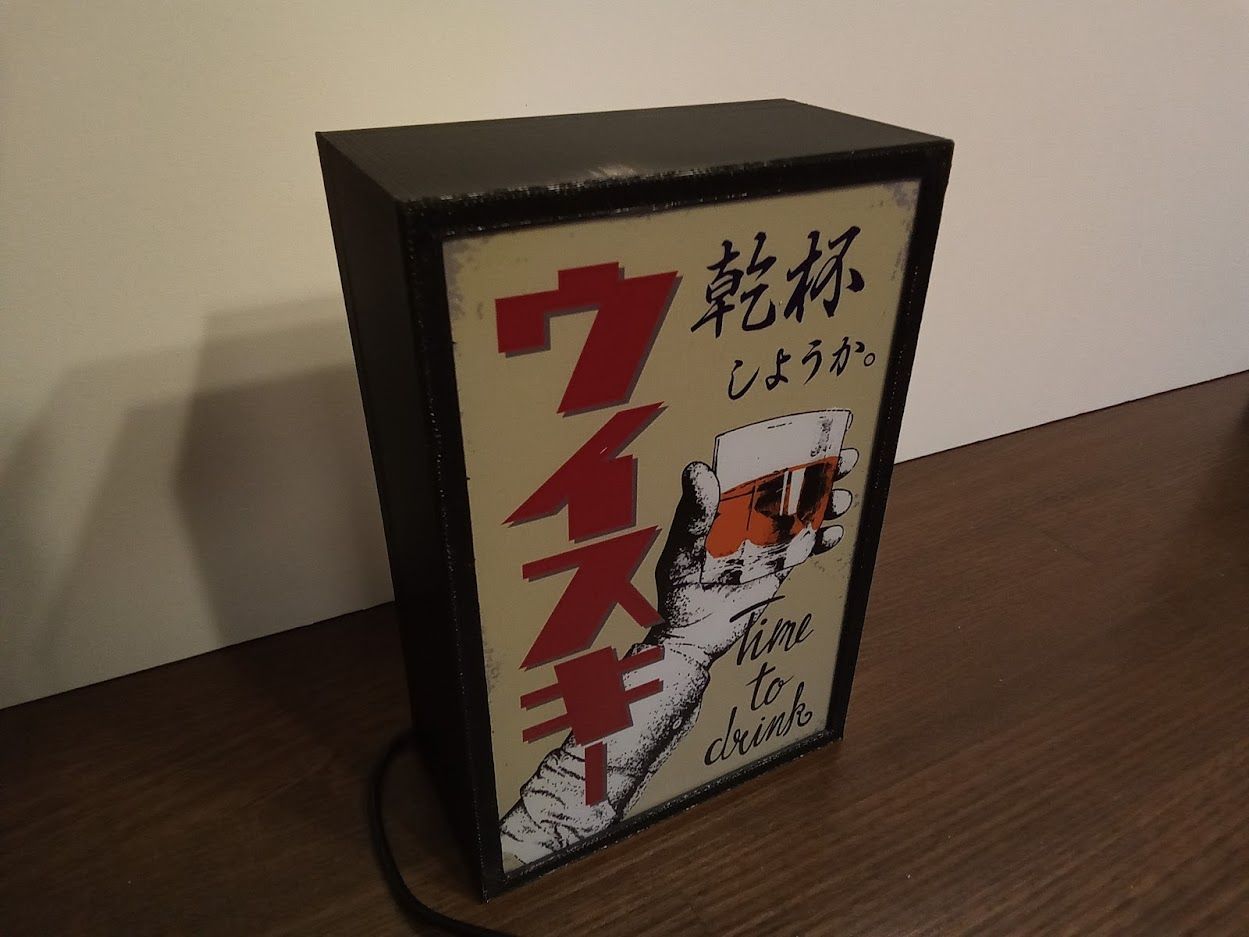 ウイスキー
乾杯
しようか。
Time
to
drink